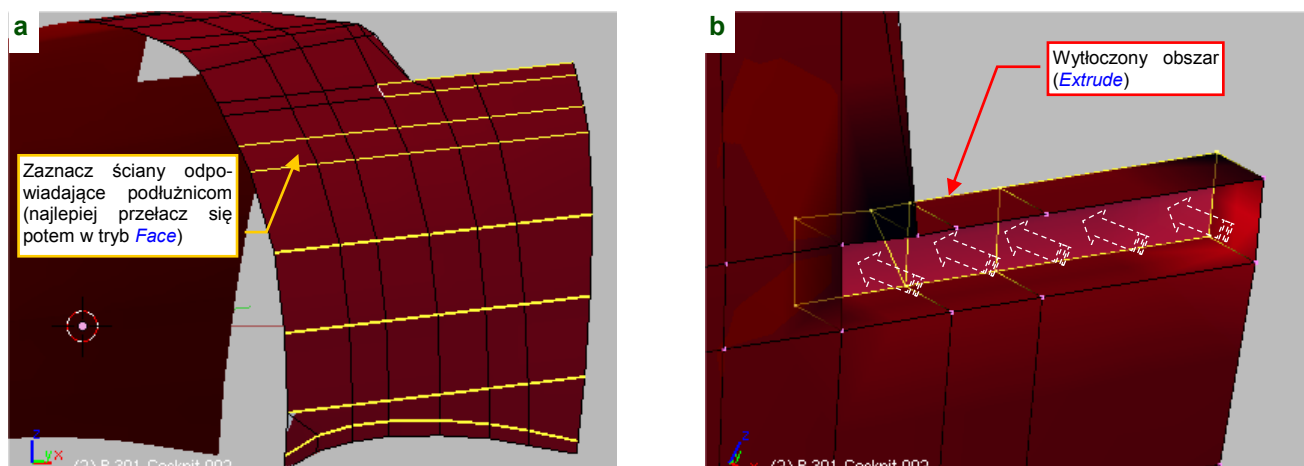 a
Zaznacz ściany odpo-
wiadające podłużnicom
(najlepiej przełacz się
potem w tryb Face)
z
y x
b
Wytłoczony obszar
(Extrude)
z
x